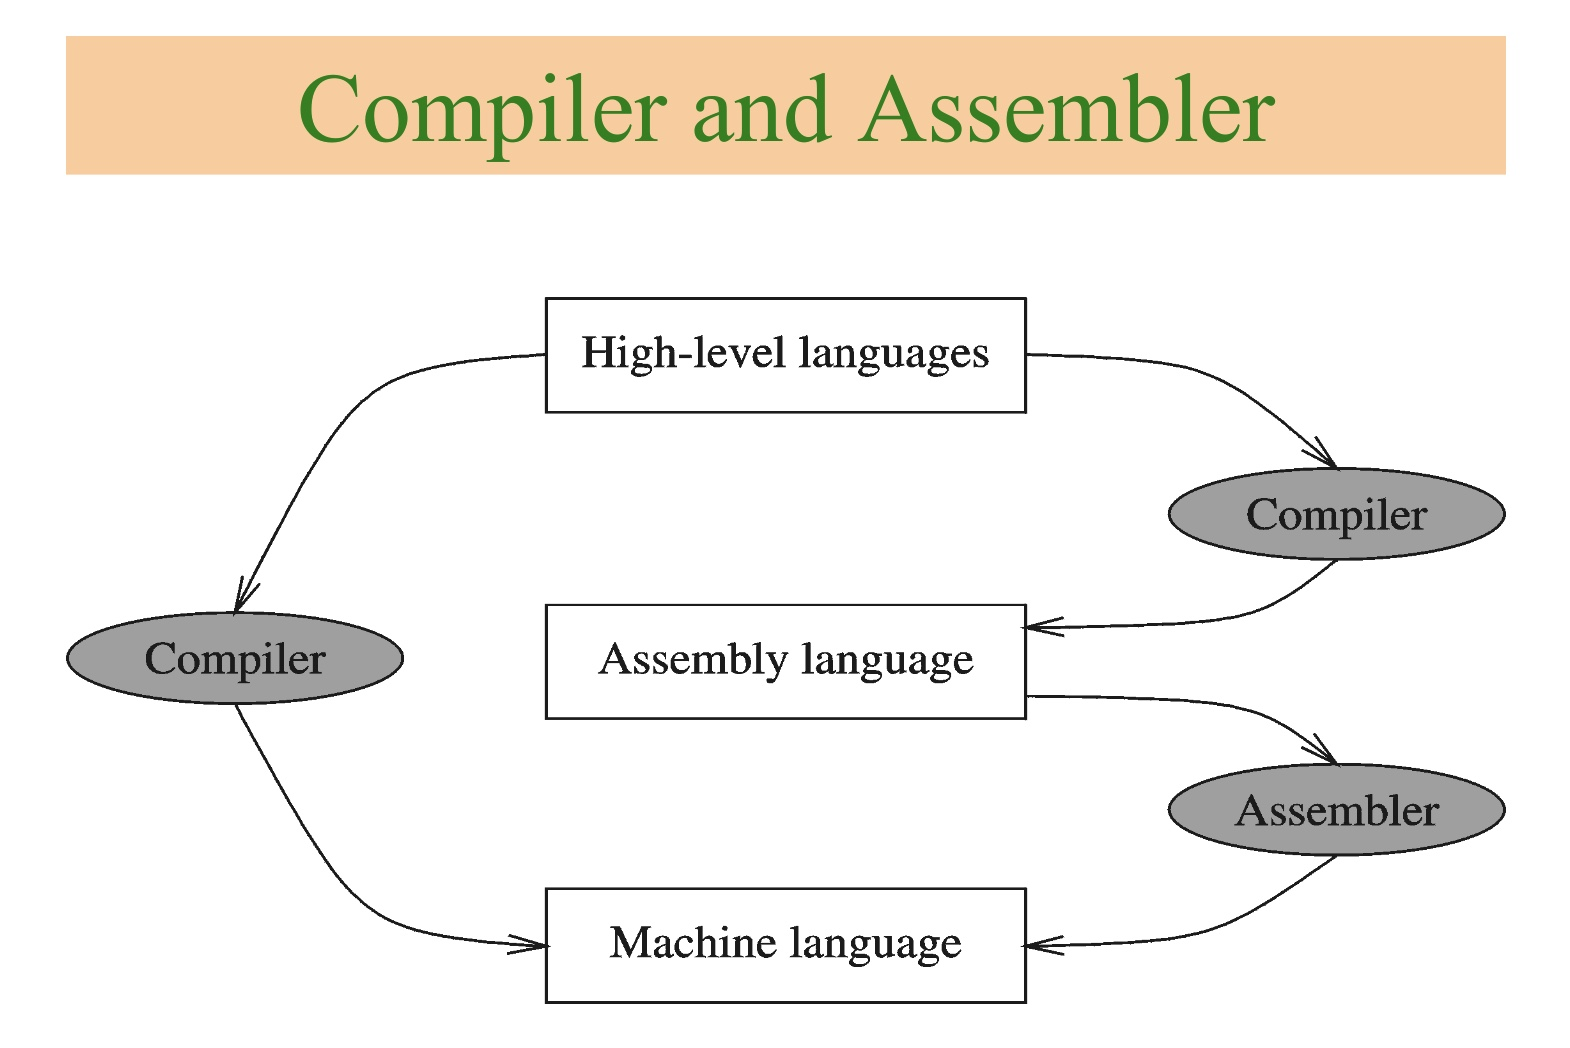 Compiler and Assembler
High-level languages
Compiler
Compiler
Assembly language
Assembler
Machine language